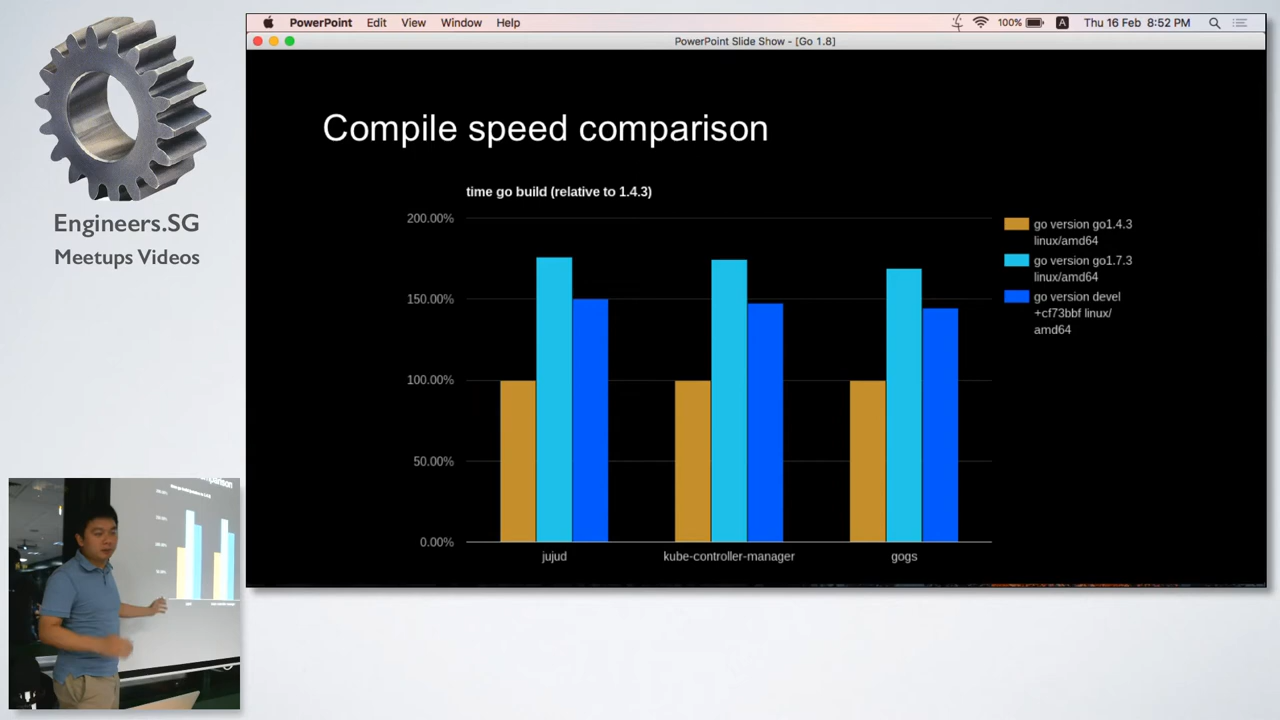 PowerPoint Edit View Window Help 100% A Thu 16 Feb 8:52 PM
PowerPoint Slide Show - [Go 1.8]
Engineers.SG
Meetups Videos
Compile speed comparison
time go build (relative to 1.4.3)
200.00%
150.00%
100.00%
50.00%
0.00%
jujud kube-controller-manager gogs
go version go1.4.3
linux/amd64
go version go1.7.3
linux/amd64
go version devel
+cf73bbf linux/
amd64